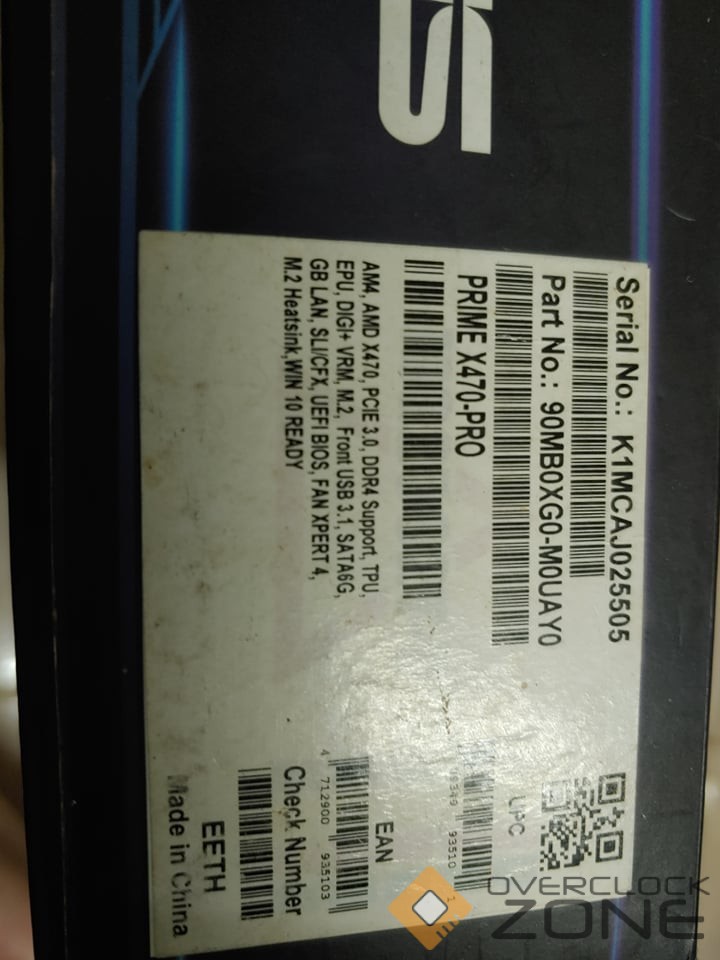 Serial No.: K1MCAJ025505
Part No.: 90MB0XG0-M0UAY0
PRIME X470-PRO
AM4, AMD X470, PCIE 3.0, DDR4 Support, TPU,
EPU, DIGI+ VRM, M.2, Front USB 3.1, SATA6G,
GB LAN, SLI/CFX, UEFI BIOS, FAN XPERT 4,
M.2 Heatsink,WIN 10 READY
UPC
93510 1
EAN
4 712900 935103
Check Number
EETH
Made in China
OVERCLOCK
ZONE